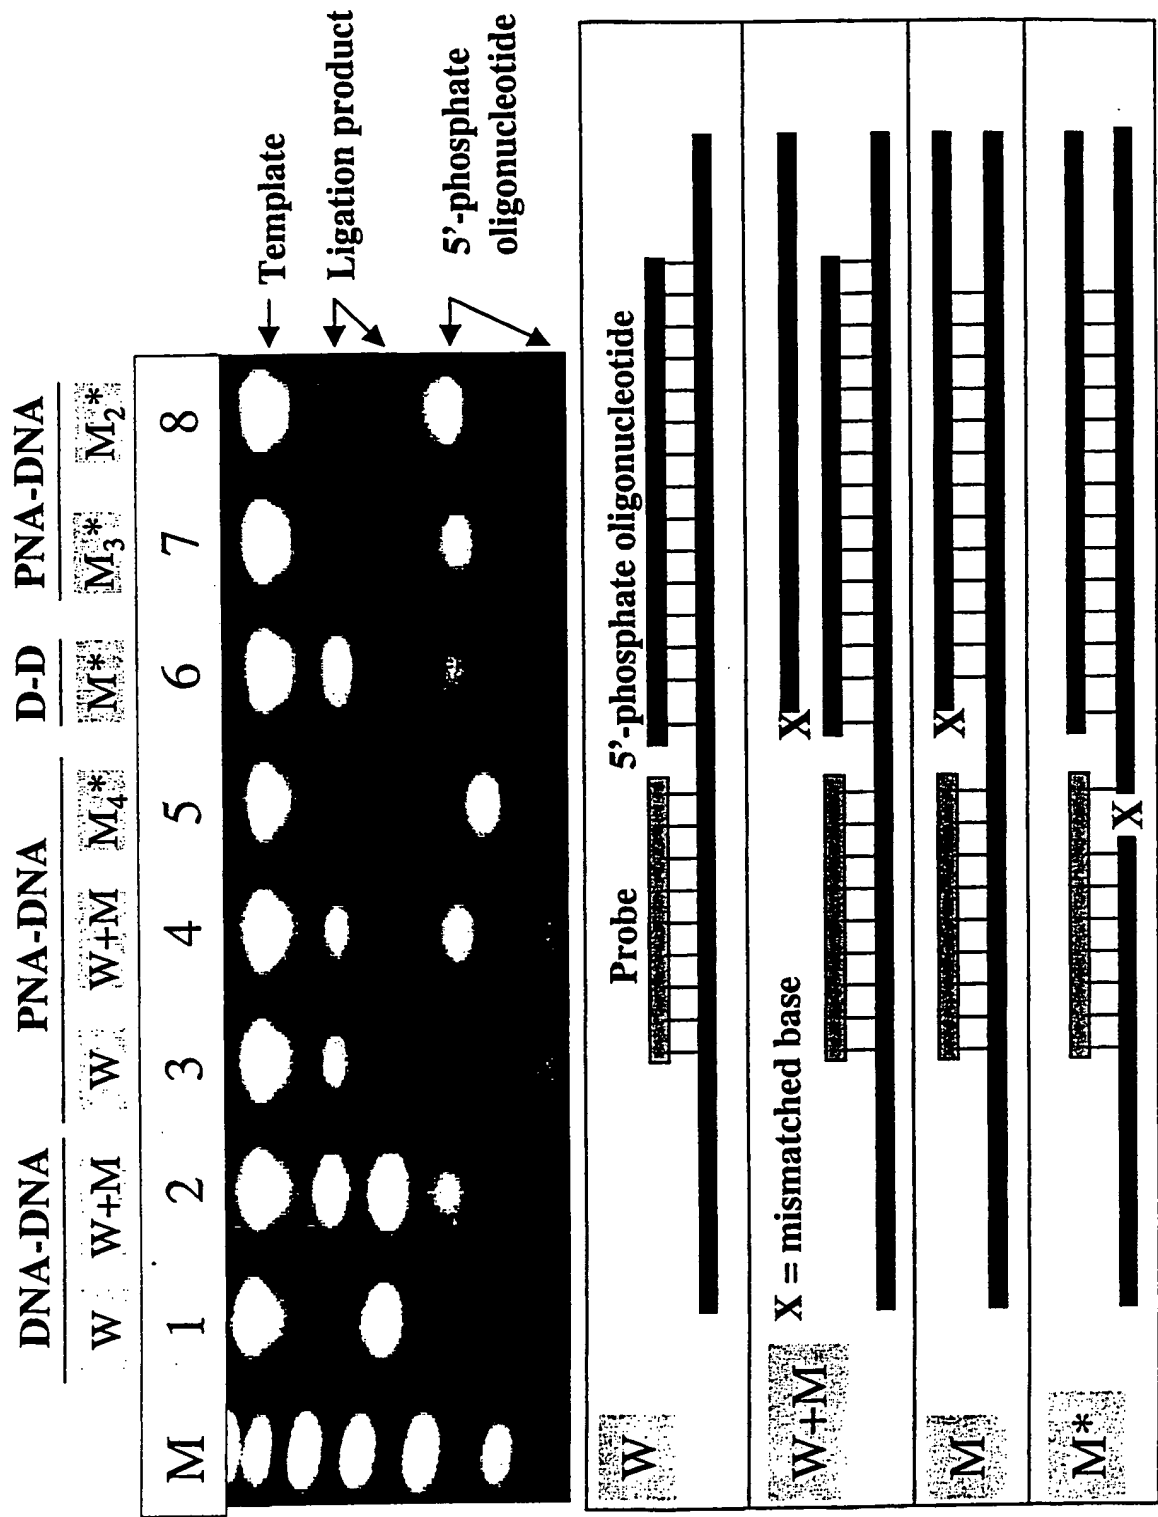 DNA-DNA PNA-DNA D-D PNA-DNA
W W+M W W+M M₄* M* M₃* M₂*
M 1 2 3 4 5 6 7 8
Template
Ligation product
5'-phosphate
oligonucleotide
W
Probe 5'-phosphate oligonucleotide
W+M
X = mismatched base
X
M
X
M*
X